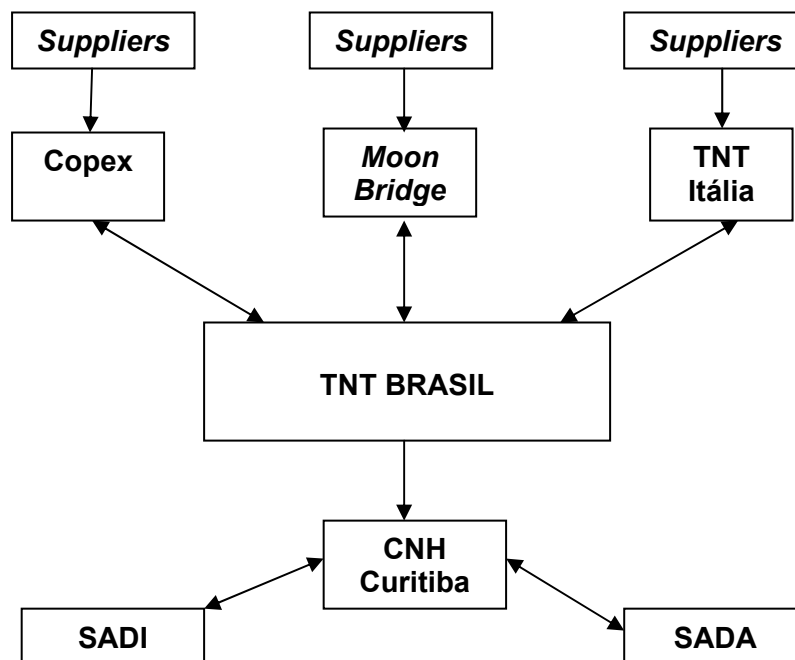 Suppliers
Suppliers
Suppliers
Copex
Moon
Bridge
TNT
Itália
TNT BRASIL
CNH
Curitiba
SADI
SADA